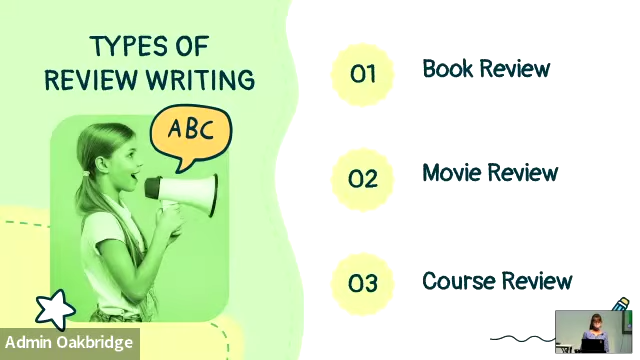 TYPES OF
REVIEW WRITING
ABC
01
Book Review
02
Movie Review
03
Course Review
Admin Oakbridge